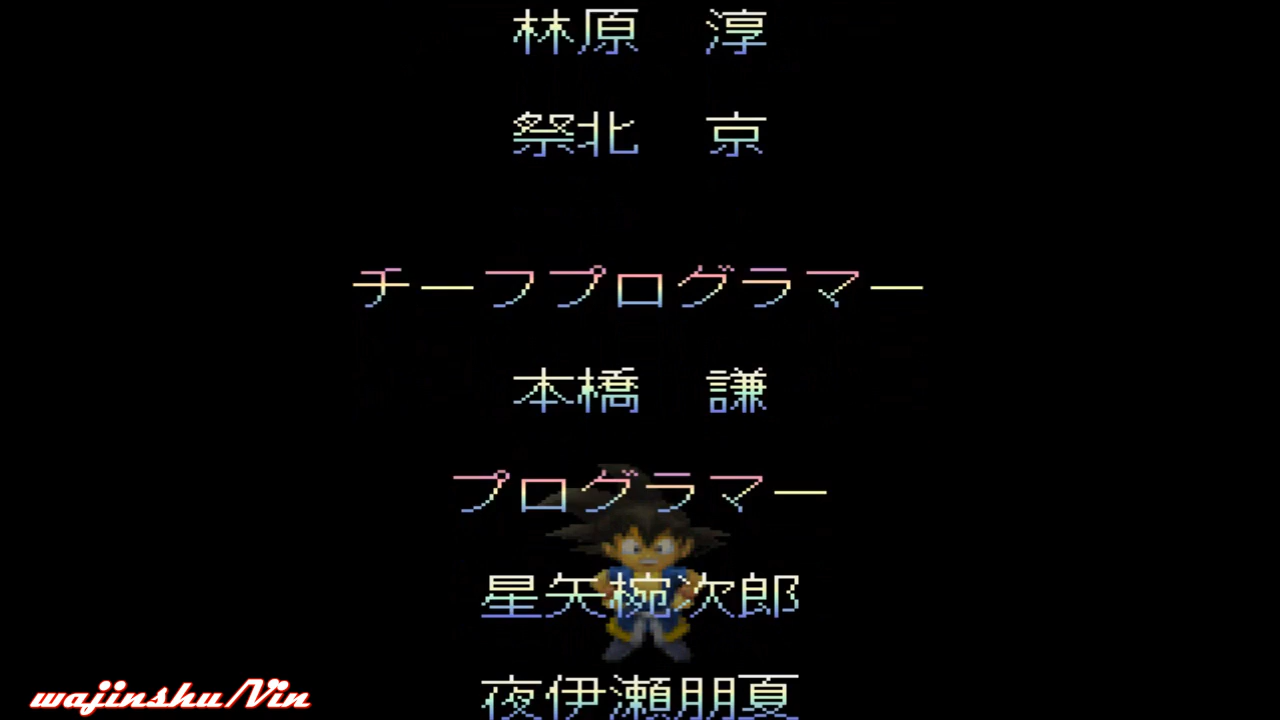 林原　淳
祭北　京
チーフプログラマー
本橋　謙
プログラマー
星矢椀次郎
夜伊瀬朋夏
wajinshu/Vin